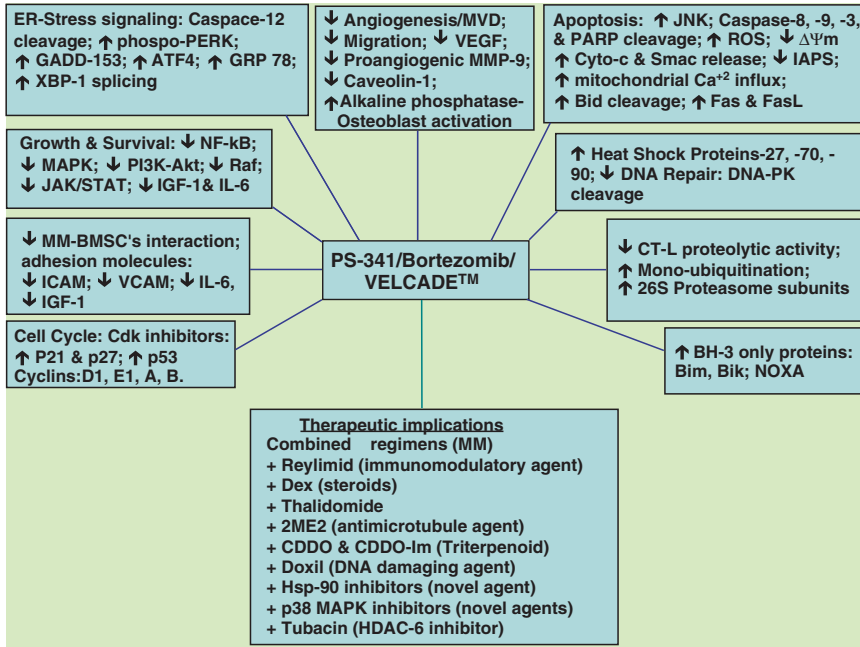 ER-Stress signaling: Caspace-12
cleavage; ↑ phospo-PERK;
↑ GADD-153; ↑ ATF4; ↑ GRP 78;
↑ XBP-1 splicing
↓ Angiogenesis/MVD;
↓ Migration; ↓ VEGF;
↓ Proangiogenic MMP-9;
↓ Caveolin-1;
↑ Alkaline phosphatase-
Osteoblast activation
Apoptosis: ↑ JNK; Caspase-8, -9, -3,
& PARP cleavage; ↑ ROS; ↓ ΔΨm
↑ Cyto-c & Smac release; ↓ IAPS;
↑ mitochondrial Ca+2 influx;
↑ Bid cleavage; ↑ Fas & FasL
Growth & Survival: ↓ NF-kB;
↓ MAPK; ↓ PI3K-Akt; ↓ Raf;
↓ JAK/STAT; ↓ IGF-1& IL-6
↑ Heat Shock Proteins-27, -70, -
90; ↓ DNA Repair: DNA-PK
cleavage
↓ MM-BMSC's interaction;
adhesion molecules:
↓ ICAM; ↓ VCAM; ↓ IL-6,
↓ IGF-1
PS-341/Bortezomib/
VELCADE™
↓ CT-L proteolytic activity;
↑ Mono-ubiquitination;
↑ 26S Proteasome subunits
Cell Cycle: Cdk inhibitors:
↑ P21 & p27; ↑ p53
Cyclins:D1, E1, A, B.
↑ BH-3 only proteins:
Bim, Bik; NOXA
Therapeutic implications
Combined regimens (MM)
+ Reylimid (immunomodulatory agent)
+ Dex (steroids)
+ Thalidomide
+ 2ME2 (antimicrotubule agent)
+ CDDO & CDDO-Im (Triterpenoid)
+ Doxil (DNA damaging agent)
+ Hsp-90 inhibitors (novel agent)
+ p38 MAPK inhibitors (novel agents)
+ Tubacin (HDAC-6 inhibitor)